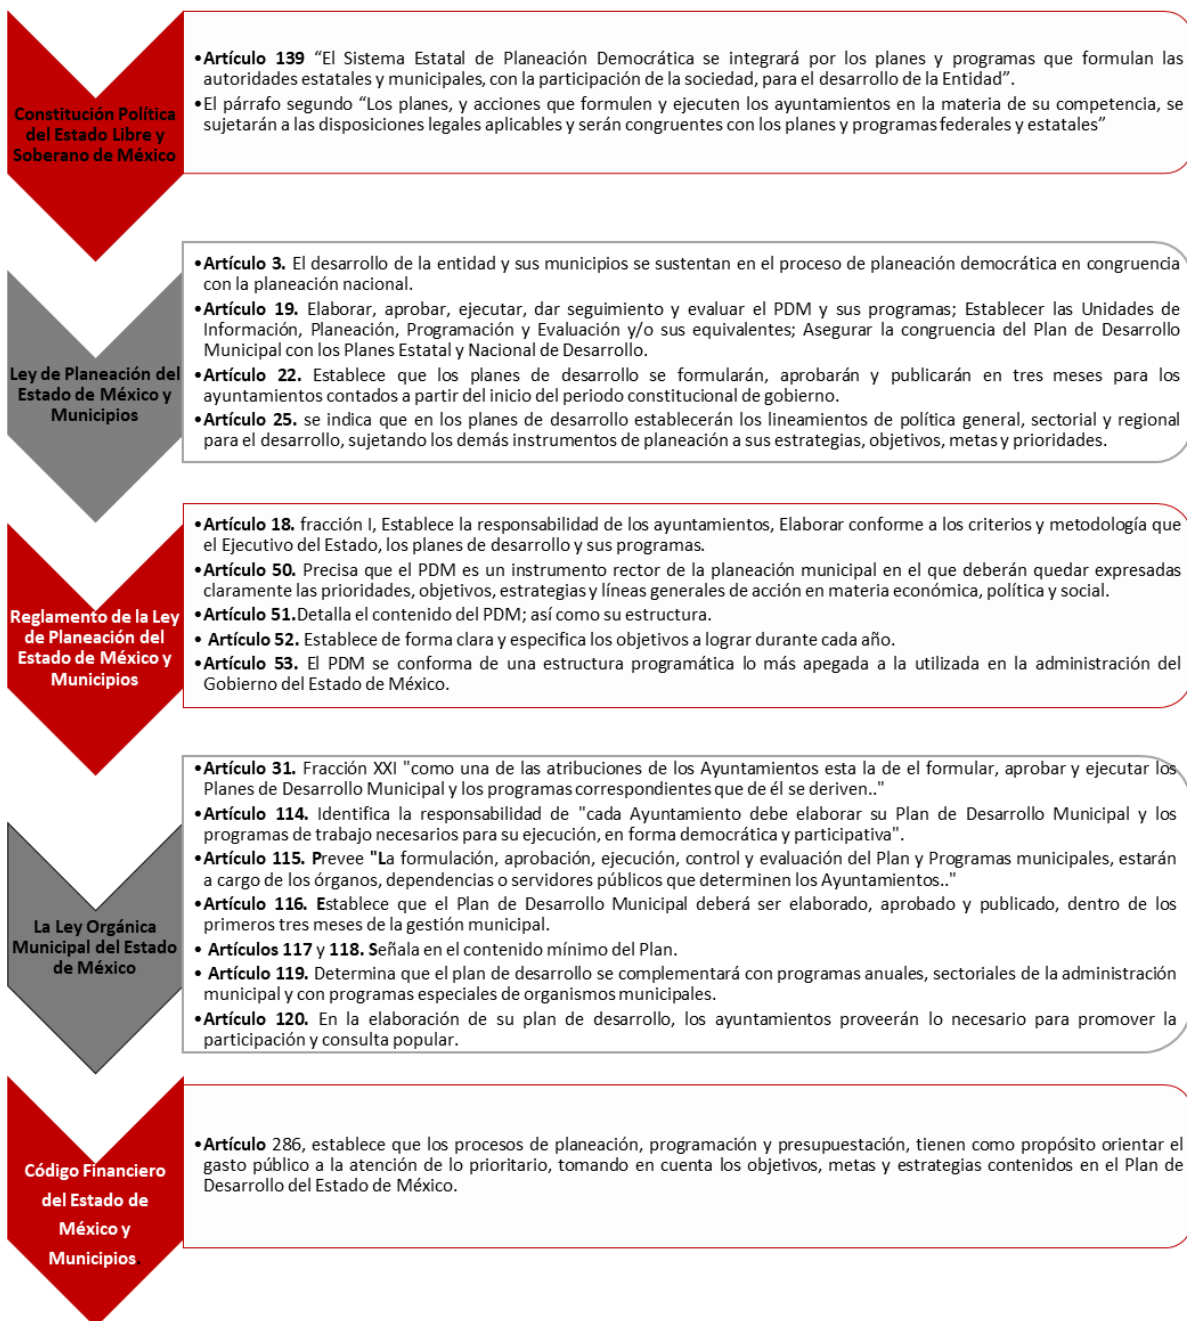 Constitución Política
del Estado Libre y
Soberano de México
•Artículo 139 “El Sistema Estatal de Planeación Democrática se integrará por los planes y programas que formulan las
autoridades estatales y municipales, con la participación de la sociedad, para el desarrollo de la Entidad”.
•El párrafo segundo “Los planes, y acciones que formulen y ejecuten los ayuntamientos en la materia de su competencia, se
sujetarán a las disposiciones legales aplicables y serán congruentes con los planes y programas federales y estatales”
Ley de Planeación del
Estado de México y
Municipios
•Artículo 3. El desarrollo de la entidad y sus municipios se sustentan en el proceso de planeación democrática en congruencia
con la planeación nacional.
•Artículo 19. Elaborar, aprobar, ejecutar, dar seguimiento y evaluar el PDM y sus programas; Establecer las Unidades de
Información, Planeación, Programación y Evaluación y/o sus equivalentes; Asegurar la congruencia del Plan de Desarrollo
Municipal con los Planes Estatal y Nacional de Desarrollo.
•Artículo 22. Establece que los planes de desarrollo se formularán, aprobarán y publicarán en tres meses para los
ayuntamientos contados a partir del inicio del periodo constitucional de gobierno.
•Artículo 25. se indica que en los planes de desarrollo establecerán los lineamientos de política general, sectorial y regional
para el desarrollo, sujetando los demás instrumentos de planeación a sus estrategias, objetivos, metas y prioridades.
Reglamento de la Ley
de Planeación del
Estado de México y
Municipios
•Artículo 18. fracción I, Establece la responsabilidad de los ayuntamientos, Elaborar conforme a los criterios y metodología que
el Ejecutivo del Estado, los planes de desarrollo y sus programas.
•Artículo 50. Precisa que el PDM es un instrumento rector de la planeación municipal en el que deberán quedar expresadas
claramente las prioridades, objetivos, estrategias y líneas generales de acción en materia económica, política y social.
•Artículo 51.Detalla el contenido del PDM; así como su estructura.
• Artículo 52. Establece de forma clara y especifica los objetivos a lograr durante cada año.
•Artículo 53. El PDM se conforma de una estructura programática lo más apegada a la utilizada en la administración del
Gobierno del Estado de México.
La Ley Orgánica
Municipal del Estado
de México
•Artículo 31. Fracción XXI "como una de las atribuciones de los Ayuntamientos esta la de el formular, aprobar y ejecutar los
Planes de Desarrollo Municipal y los programas correspondientes que de él se deriven.."
•Artículo 114. Identifica la responsabilidad de "cada Ayuntamiento debe elaborar su Plan de Desarrollo Municipal y los
programas de trabajo necesarios para su ejecución, en forma democrática y participativa".
•Artículo 115. Prevee "La formulación, aprobación, ejecución, control y evaluación del Plan y Programas municipales, estarán
a cargo de los órganos, dependencias o servidores públicos que determinen los Ayuntamientos.."
•Artículo 116. Establece que el Plan de Desarrollo Municipal deberá ser elaborado, aprobado y publicado, dentro de los
primeros tres meses de la gestión municipal.
• Artículos 117 y 118. Señala en el contenido mínimo del Plan.
•Artículo 119. Determina que el plan de desarrollo se complementará con programas anuales, sectoriales de la administración
municipal y con programas especiales de organismos municipales.
•Artículo 120. En la elaboración de su plan de desarrollo, los ayuntamientos proveerán lo necesario para promover la
participación y consulta popular.
Código Financiero
del Estado de
México y
Municipios.
•Artículo 286, establece que los procesos de planeación, programación y presupuestación, tienen como propósito orientar el
gasto público a la atención de lo prioritario, tomando en cuenta los objetivos, metas y estrategias contenidos en el Plan de
Desarrollo del Estado de México.